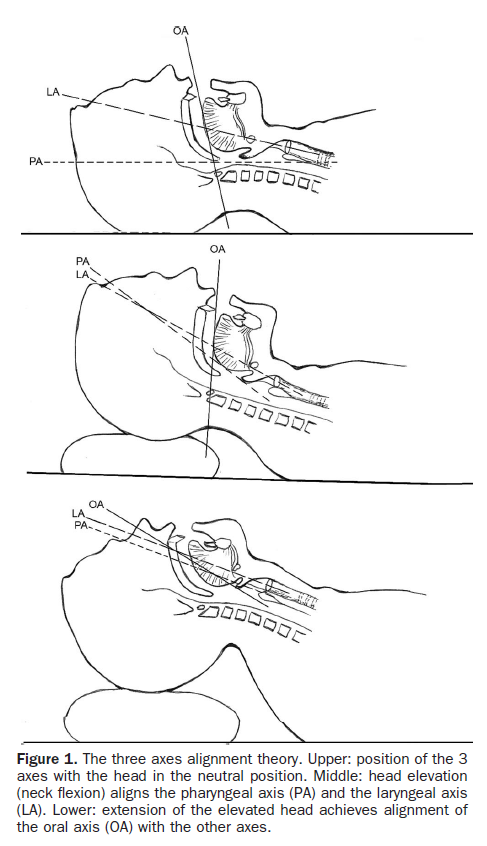 OA
LA
PA
OA
PA
LA
OA
LA
PA
Figure 1. The three axes alignment theory. Upper: position of the 3
axes with the head in the neutral position. Middle: head elevation
(neck flexion) aligns the pharyngeal axis (PA) and the laryngeal axis
(LA). Lower: extension of the elevated head achieves alignment of
the oral axis (OA) with the other axes.